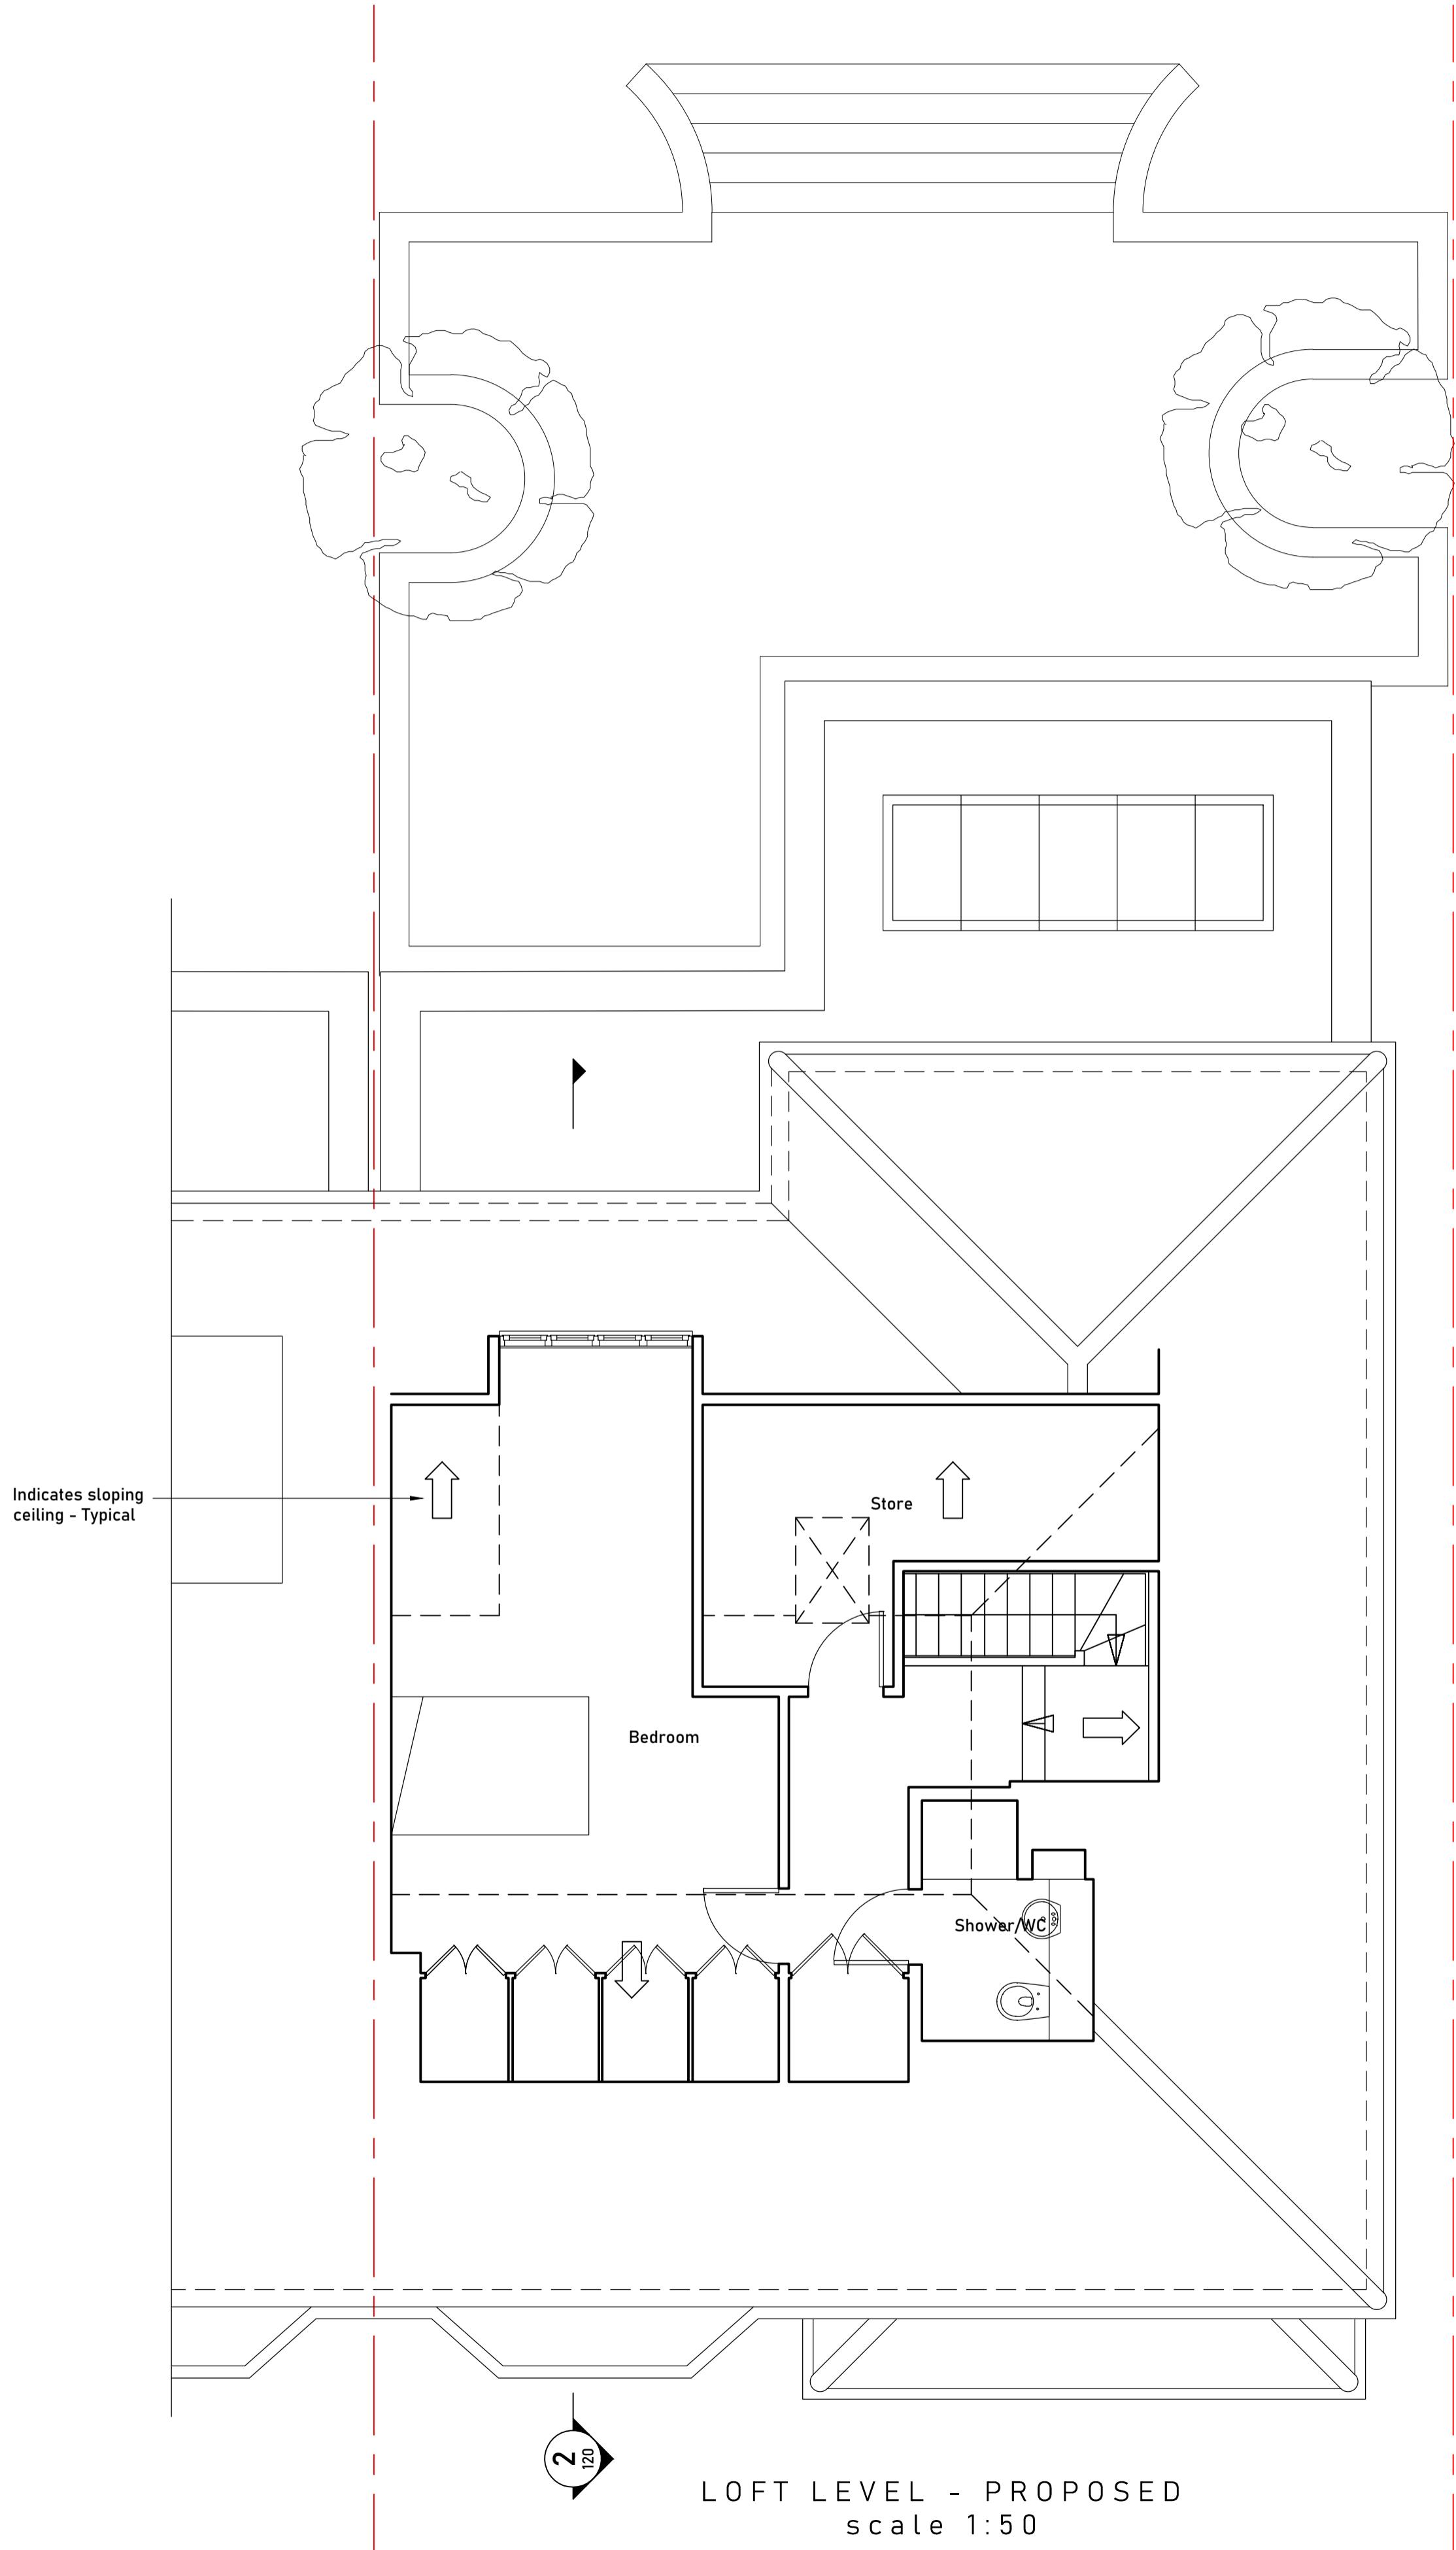 Indicates sloping
ceiling - Typical
Store
Bedroom
Shower/WC
2
120
LOFT LEVEL - PROPOSED
scale 1:50